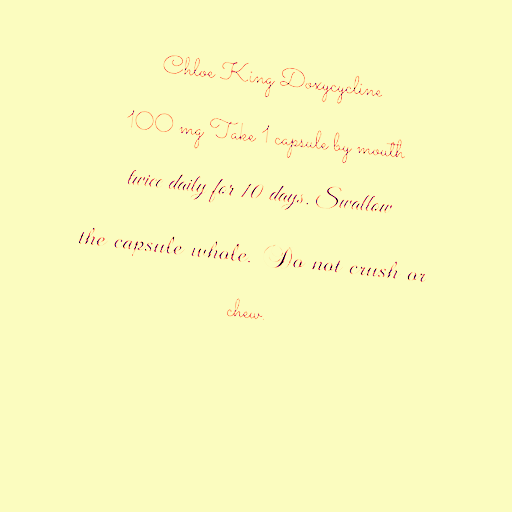 Chloe King Doxycycline
100 mg Take 1 capsule by mouth
twice daily for 10 days. Swallow
the capsule whole. Do not crush or
chew.